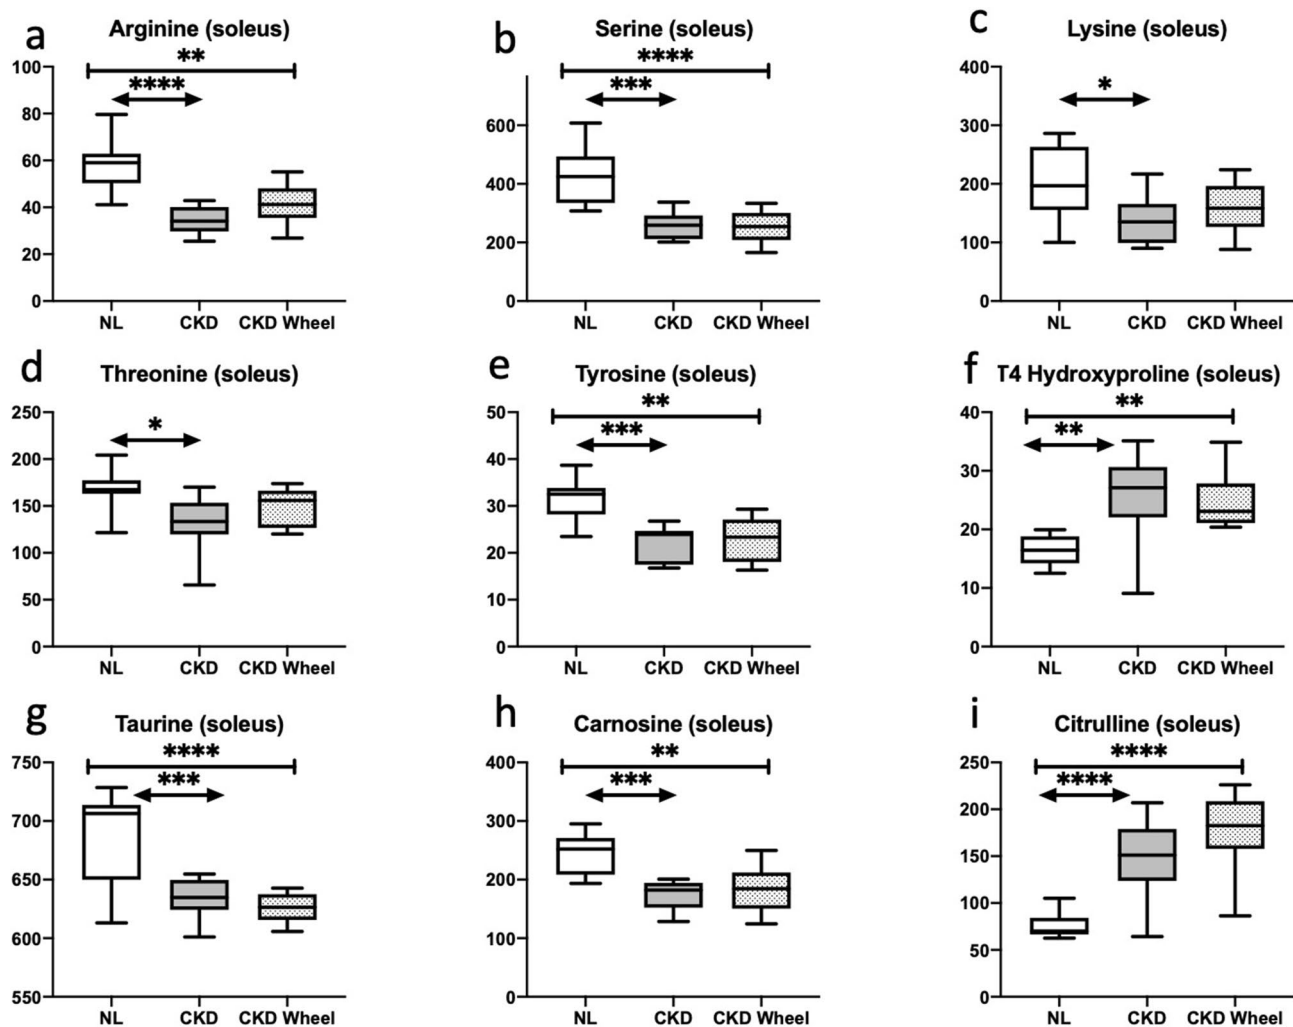 a
Arginine (soleus)
**
****
100
80
60
40
20
0
NL CKD CKD Wheel
b
Serine (soleus)
****
***
600
400
200
0
NL CKD CKD Wheel
c
Lysine (soleus)
*
400
300
200
100
0
NL CKD CKD Wheel
d
Threonine (soleus)
*
250
200
150
100
50
0
NL CKD CKD Wheel
e
Tyrosine (soleus)
**
***
50
40
30
20
10
0
NL CKD CKD Wheel
f
T4 Hydroxyproline (soleus)
**
**
40
30
20
10
0
NL CKD CKD Wheel
g
Taurine (soleus)
****
***
750
700
650
600
550
NL CKD CKD Wheel
h
Carnosine (soleus)
**
***
400
300
200
100
0
NL CKD CKD Wheel
i
Citrulline (soleus)
****
****
250
200
150
100
50
0
NL CKD CKD Wheel